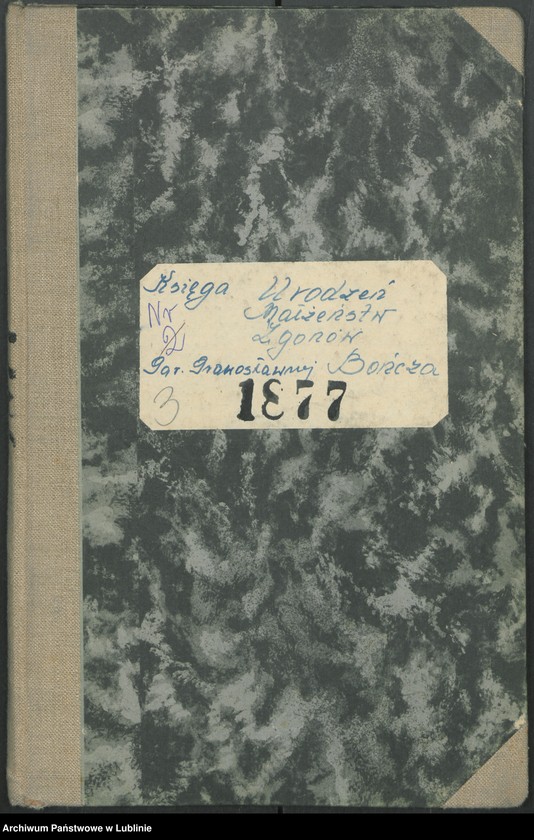 Księga Urodzeń
Małżeństw
Zgonów
Nr 2
Par. Prawosławnej Bończa
3 1877
Archiwum Państwowe w Lublinie